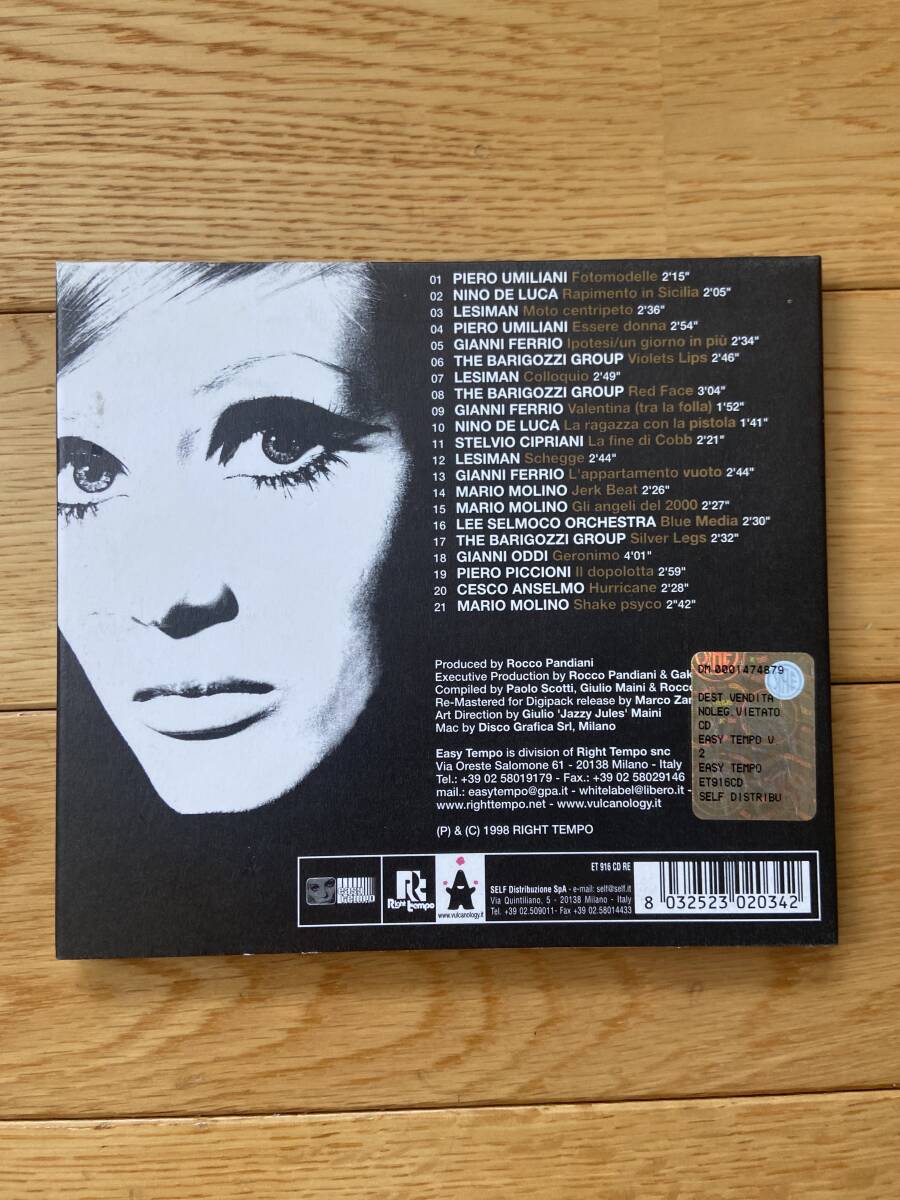 01 PIERO UMILIANI Fotomodelle 2'15"
02 NINO DE LUCA Rapimento in Sicilia 2'05"
03 LESIMAN Moto centripeto 2'36"
04 PIERO UMILIANI Essere donna 2'54"
05 GIANNI FERRIO Ipotesi/un giorno in più 2'34"
06 THE BARIGOZZI GROUP Violets Lips 2'46"
07 LESIMAN Colloquio 2'49"
08 THE BARIGOZZI GROUP Red Face 3'04"
09 GIANNI FERRIO Valentina (tra la folla) 1'52"
10 NINO DE LUCA La ragazza con la pistola 1'41"
11 STELVIO CIPRIANI La fine di Cobb 2'21"
12 LESIMAN Schegge 2'44"
13 GIANNI FERRIO L'appartamento vuoto 2'44"
14 MARIO MOLINO Jerk Beat 2'26"
15 MARIO MOLINO Gli angeli del 2000 2'27"
16 LEE SELMOCO ORCHESTRA Blue Media 2'30"
17 THE BARIGOZZI GROUP Silver Legs 2'32"
18 GIANNI ODDI Geronimo 4'01"
19 PIERO PICCIONI Il dopolotta 2'59"
20 CESCO ANSELMO Hurricane 2'28"
21 MARIO MOLINO Shake psyco 2"42"
Produced by Rocco Pandiani
Executive Production by Rocco Pandiani & Gak
Compiled by Paolo Scotti, Giulio Maini & Rocco
Re-Mastered for Digipack release by Marco Zan
Art Direction by Giulio 'Jazzy Jules' Maini
Mac by Disco Grafica Srl, Milano
Easy Tempo is division of Right Tempo snc
Via Oreste Salomone 61 - 20138 Milano - Italy
Tel.: +39 02 58019179 - Fax.: +39 02 58029146
mail.: easytempo@gpa.it - whitelabel@libero.it -
www.righttempo.net - www.vulcanology.it
(P) & (C) 1998 RIGHT TEMPO
DM 0001474879
DEST.VENDITA
NOLEG.VIETATO
CD
EASY TEMPO V
2
EASY TEMPO
ET916CD
SELF DISTRIBU
Right tempo
www.vulcanology.it
ET 916 CD RE
SELF Distribuzione SpA - e-mail: self@self.it
Via Quintiliano, 5 - 20138 Milano - Italy
Tel. +39 02.509011- Fax +39 02.58014433
8 032523 020342